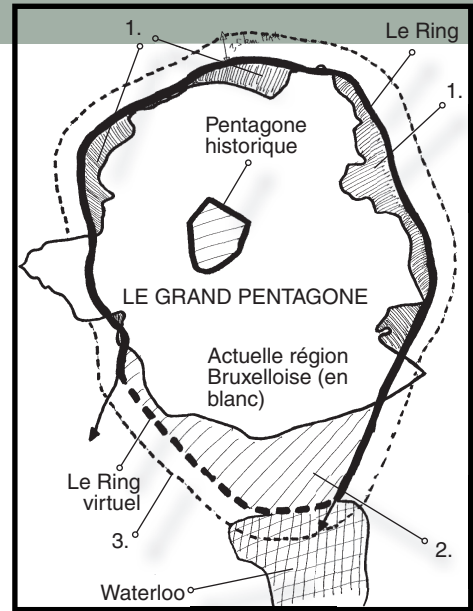 1.
Le Ring
1.
Pentagone
historique
LE GRAND PENTAGONE
Actuelle région
Bruxelloise (en
blanc)
Le Ring
virtuel
3.
2.
Waterloo